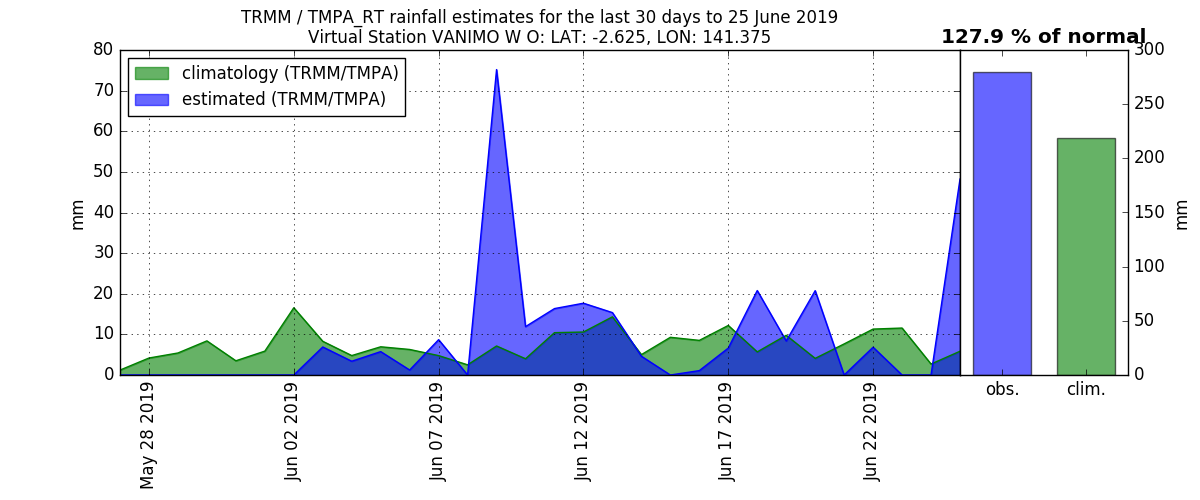 TRMM / TMPA_RT rainfall estimates for the last 30 days to 25 June 2019
Virtual Station VANIMO W O: LAT: -2.625, LON: 141.375
127.9 % of normal
climatology (TRMM/TMPA)
estimated (TRMM/TMPA)
mm
80
70
60
50
40
30
20
10
0
May 28 2019
Jun 02 2019
Jun 07 2019
Jun 12 2019
Jun 17 2019
Jun 22 2019
obs.
clim.
300
250
200
150
100
50
0
mm